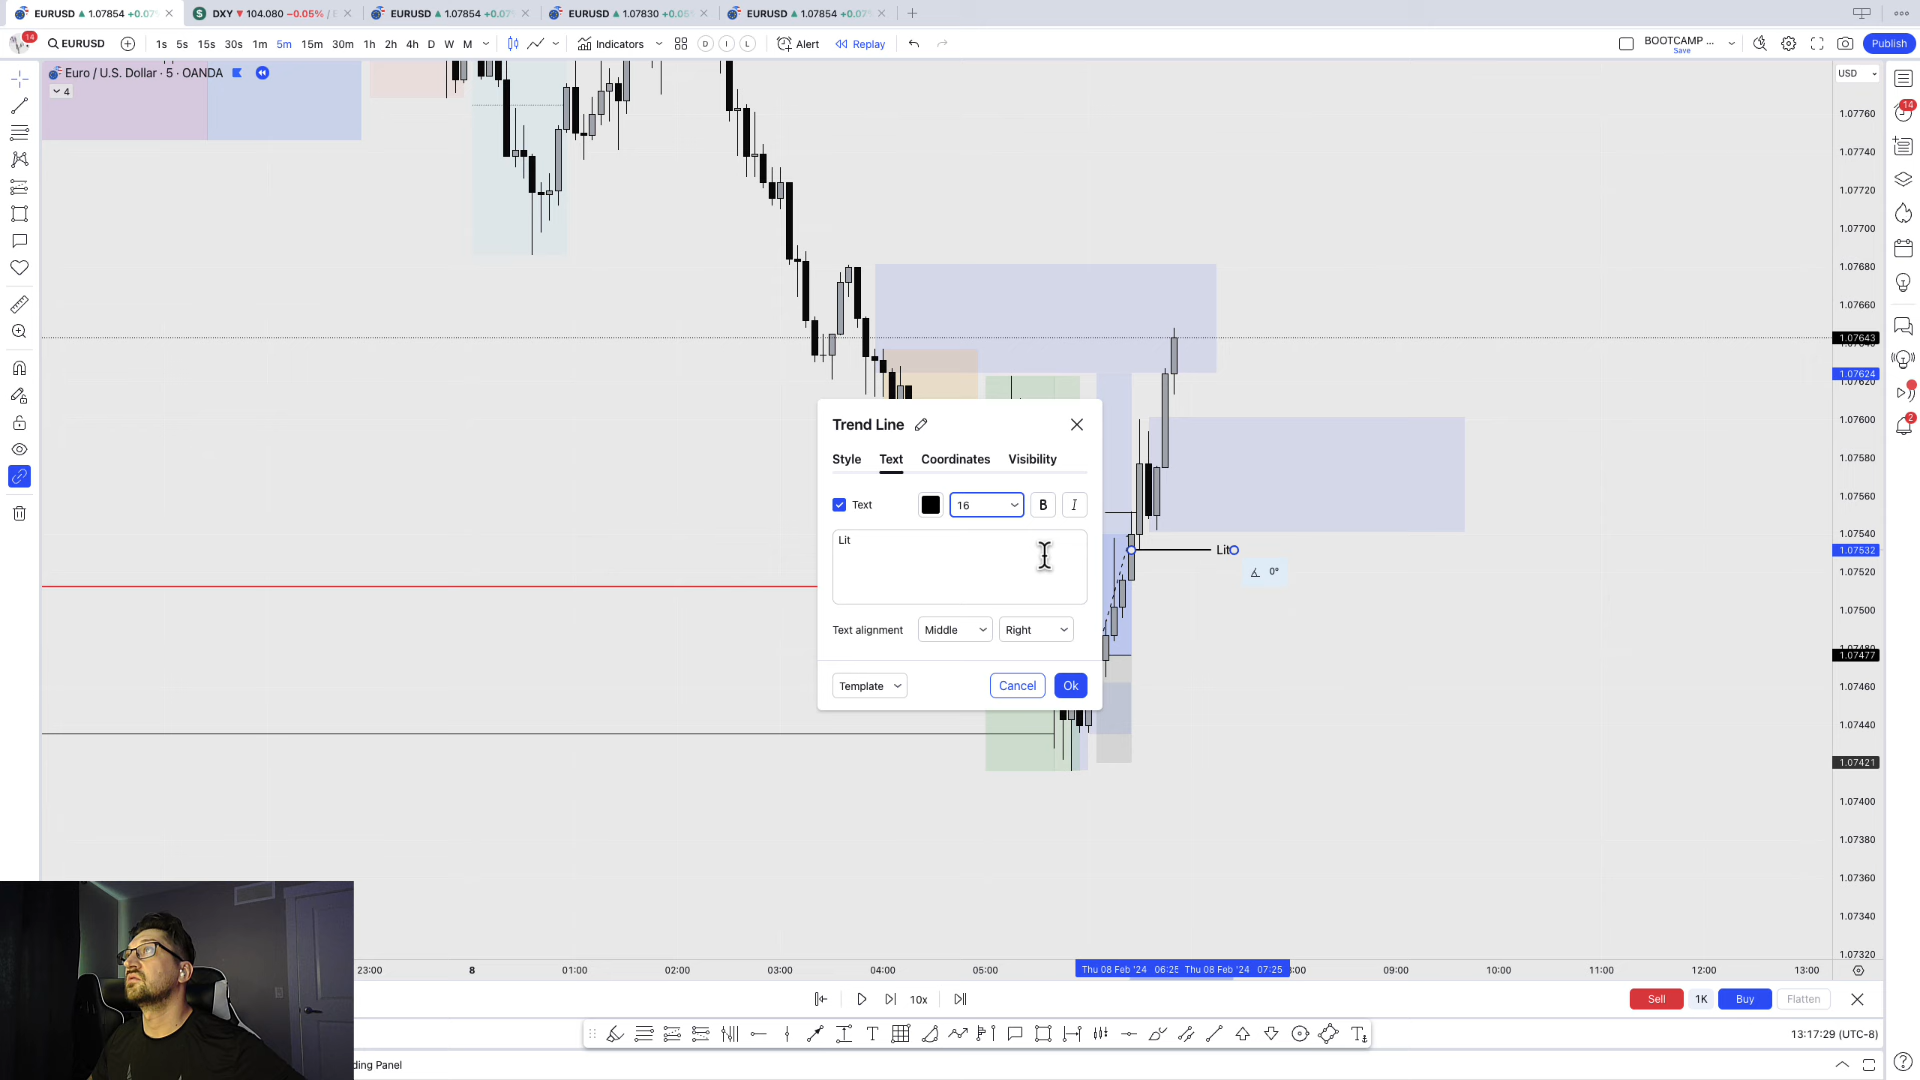 EURUSD 1.07854 +0.07
DXY 104.080 −0.05% /
EURUSD 1.07854 +0.07
EURUSD 1.07830 +0.05
EURUSD 1.07854 +0.07
14
EURUSD
1s 5s 15s 30s 1m 5m 15m 30m 1h 2h 4h D W M
Indicators
D I L
Alert
Replay
BOOTCAMP ...
Save
Publish
Euro / U.S. Dollar · 5 · OANDA
4
USD
14
1.07760
1.07740
1.07720
1.07700
1.07680
1.07660
1.07643
1.07624
1.07620
1.07600
1.07580
1.07560
1.07540
1.07532
1.07520
1.07500
1.07477
1.07460
1.07440
1.07421
1.07400
1.07380
1.07360
1.07340
1.07320
2
Trend Line
Style Text Coordinates Visibility
Text 16 B I
Lit
Text alignment Middle Right
Template Cancel Ok
Lit
0°
23:00 8 01:00 02:00 03:00 04:00 05:00 Thu 08 Feb '24 06:25 Thu 08 Feb '24 07:25 :00 09:00 10:00 11:00 12:00 13:00
10x
Sell 1K Buy Flatten
13:17:29 (UTC-8)
ding Panel